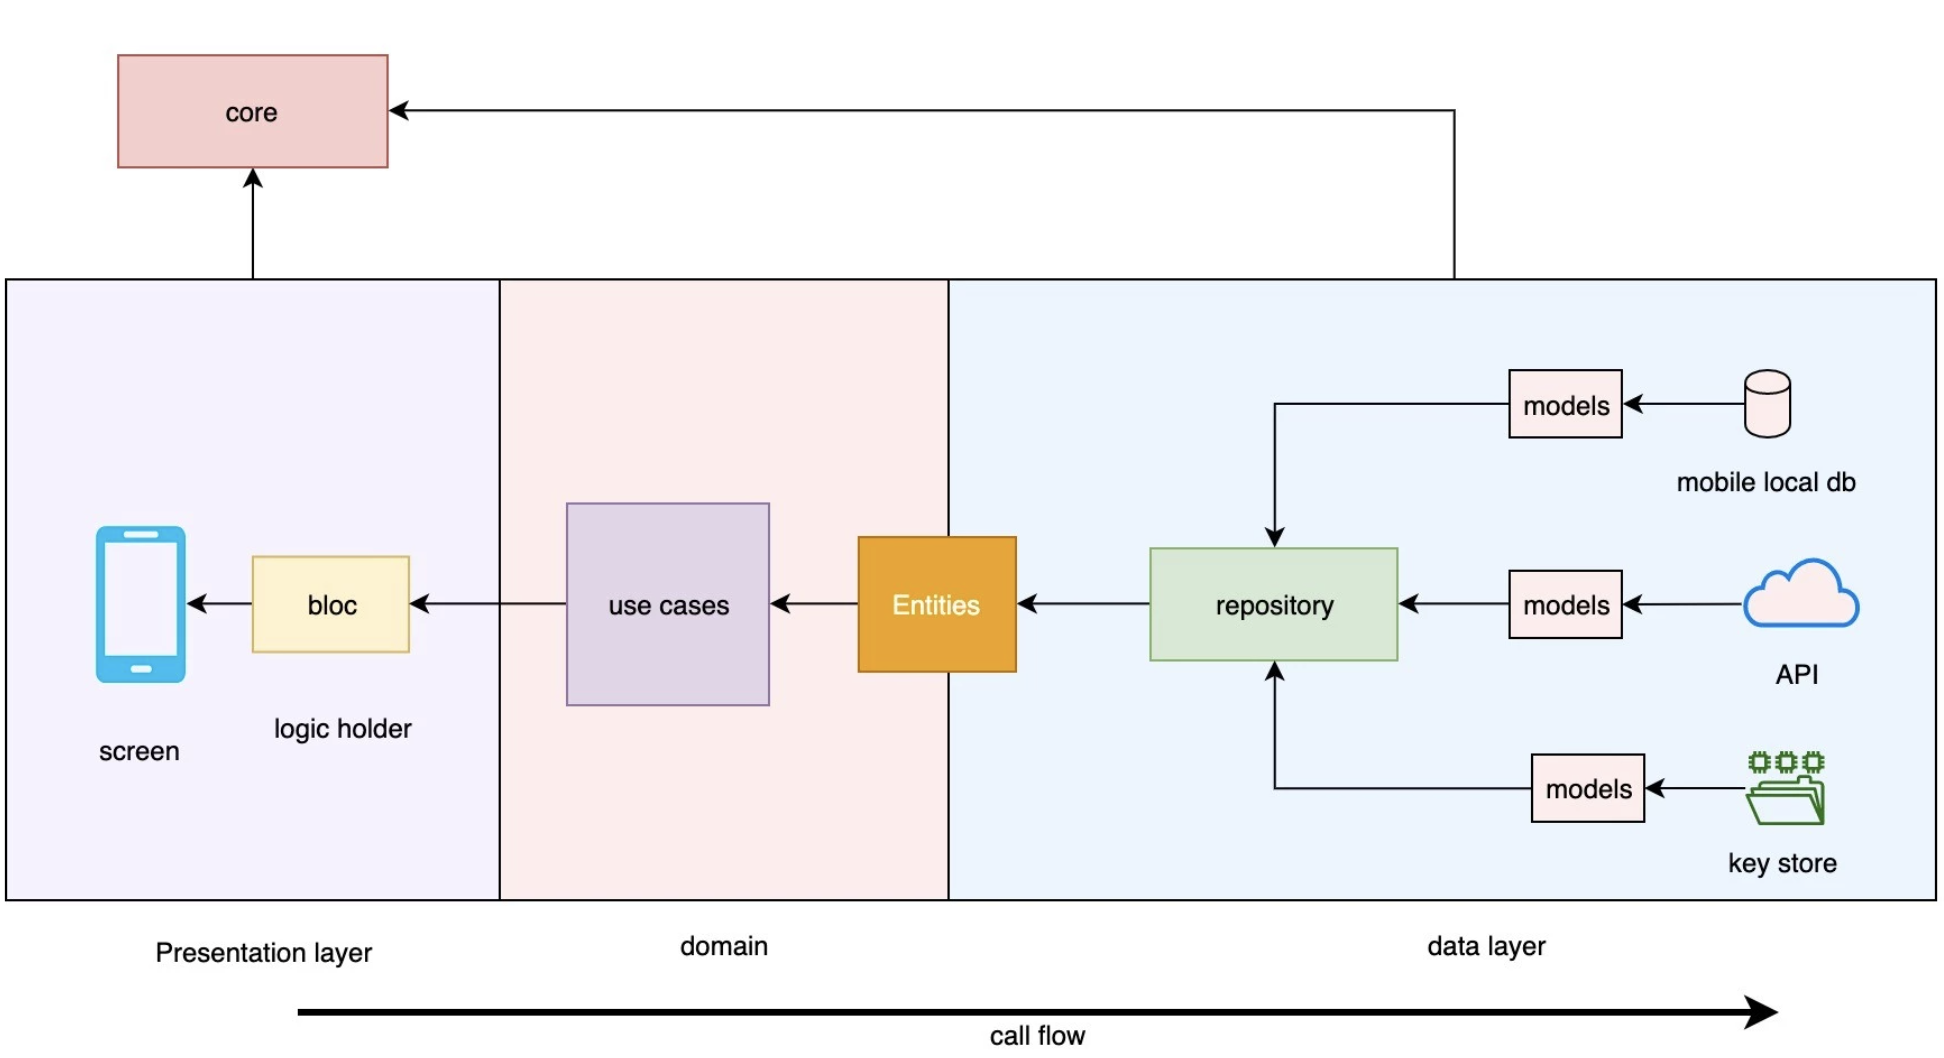 core
models
mobile local db
bloc
use cases
Entities
repository
models
API
logic holder
screen
models
key store
Presentation layer
domain
data layer
call flow